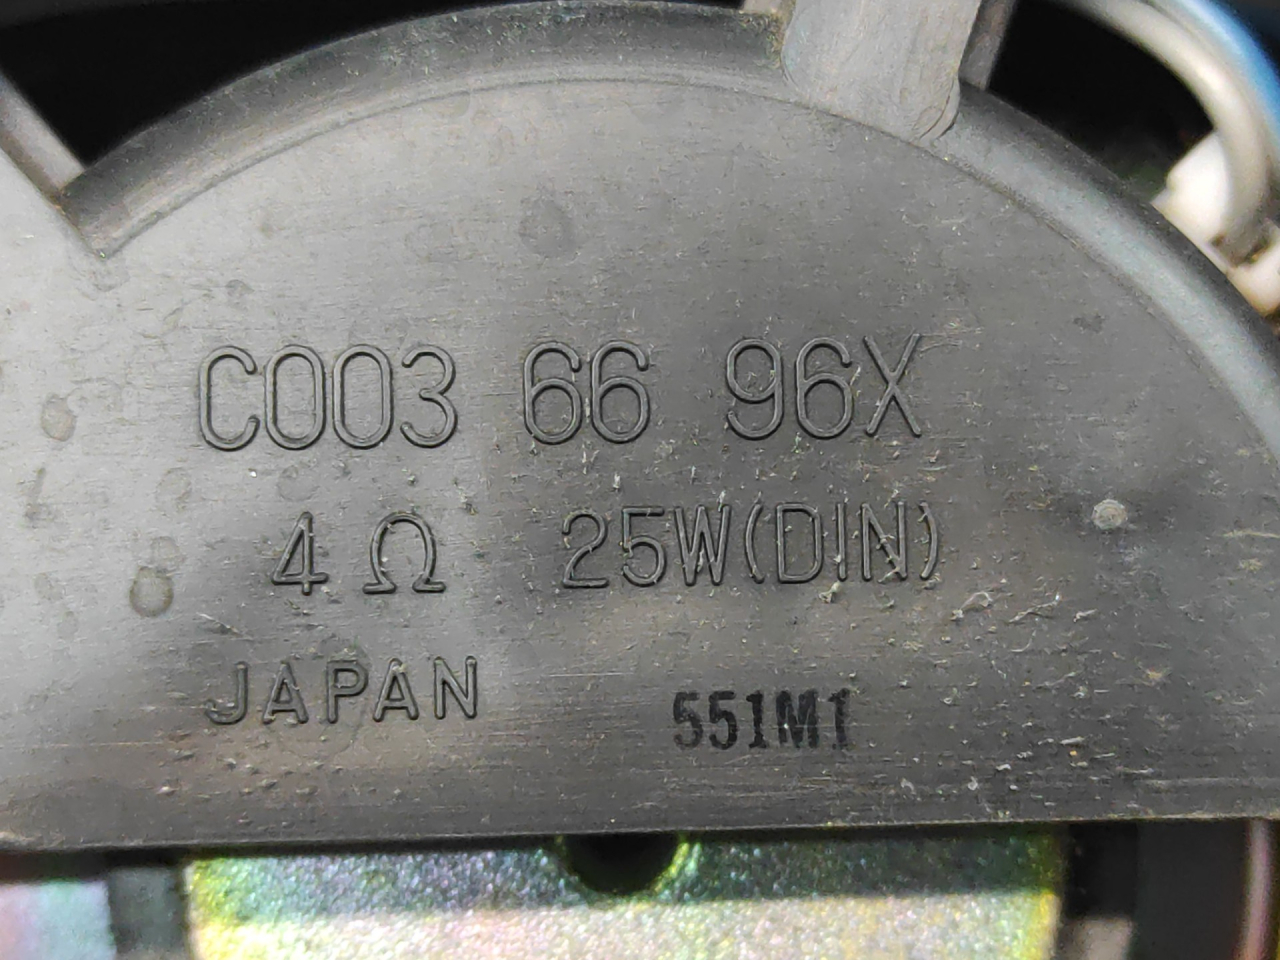 C003 66 96X
4 Ω 25W(DIN)
JAPAN
551M1